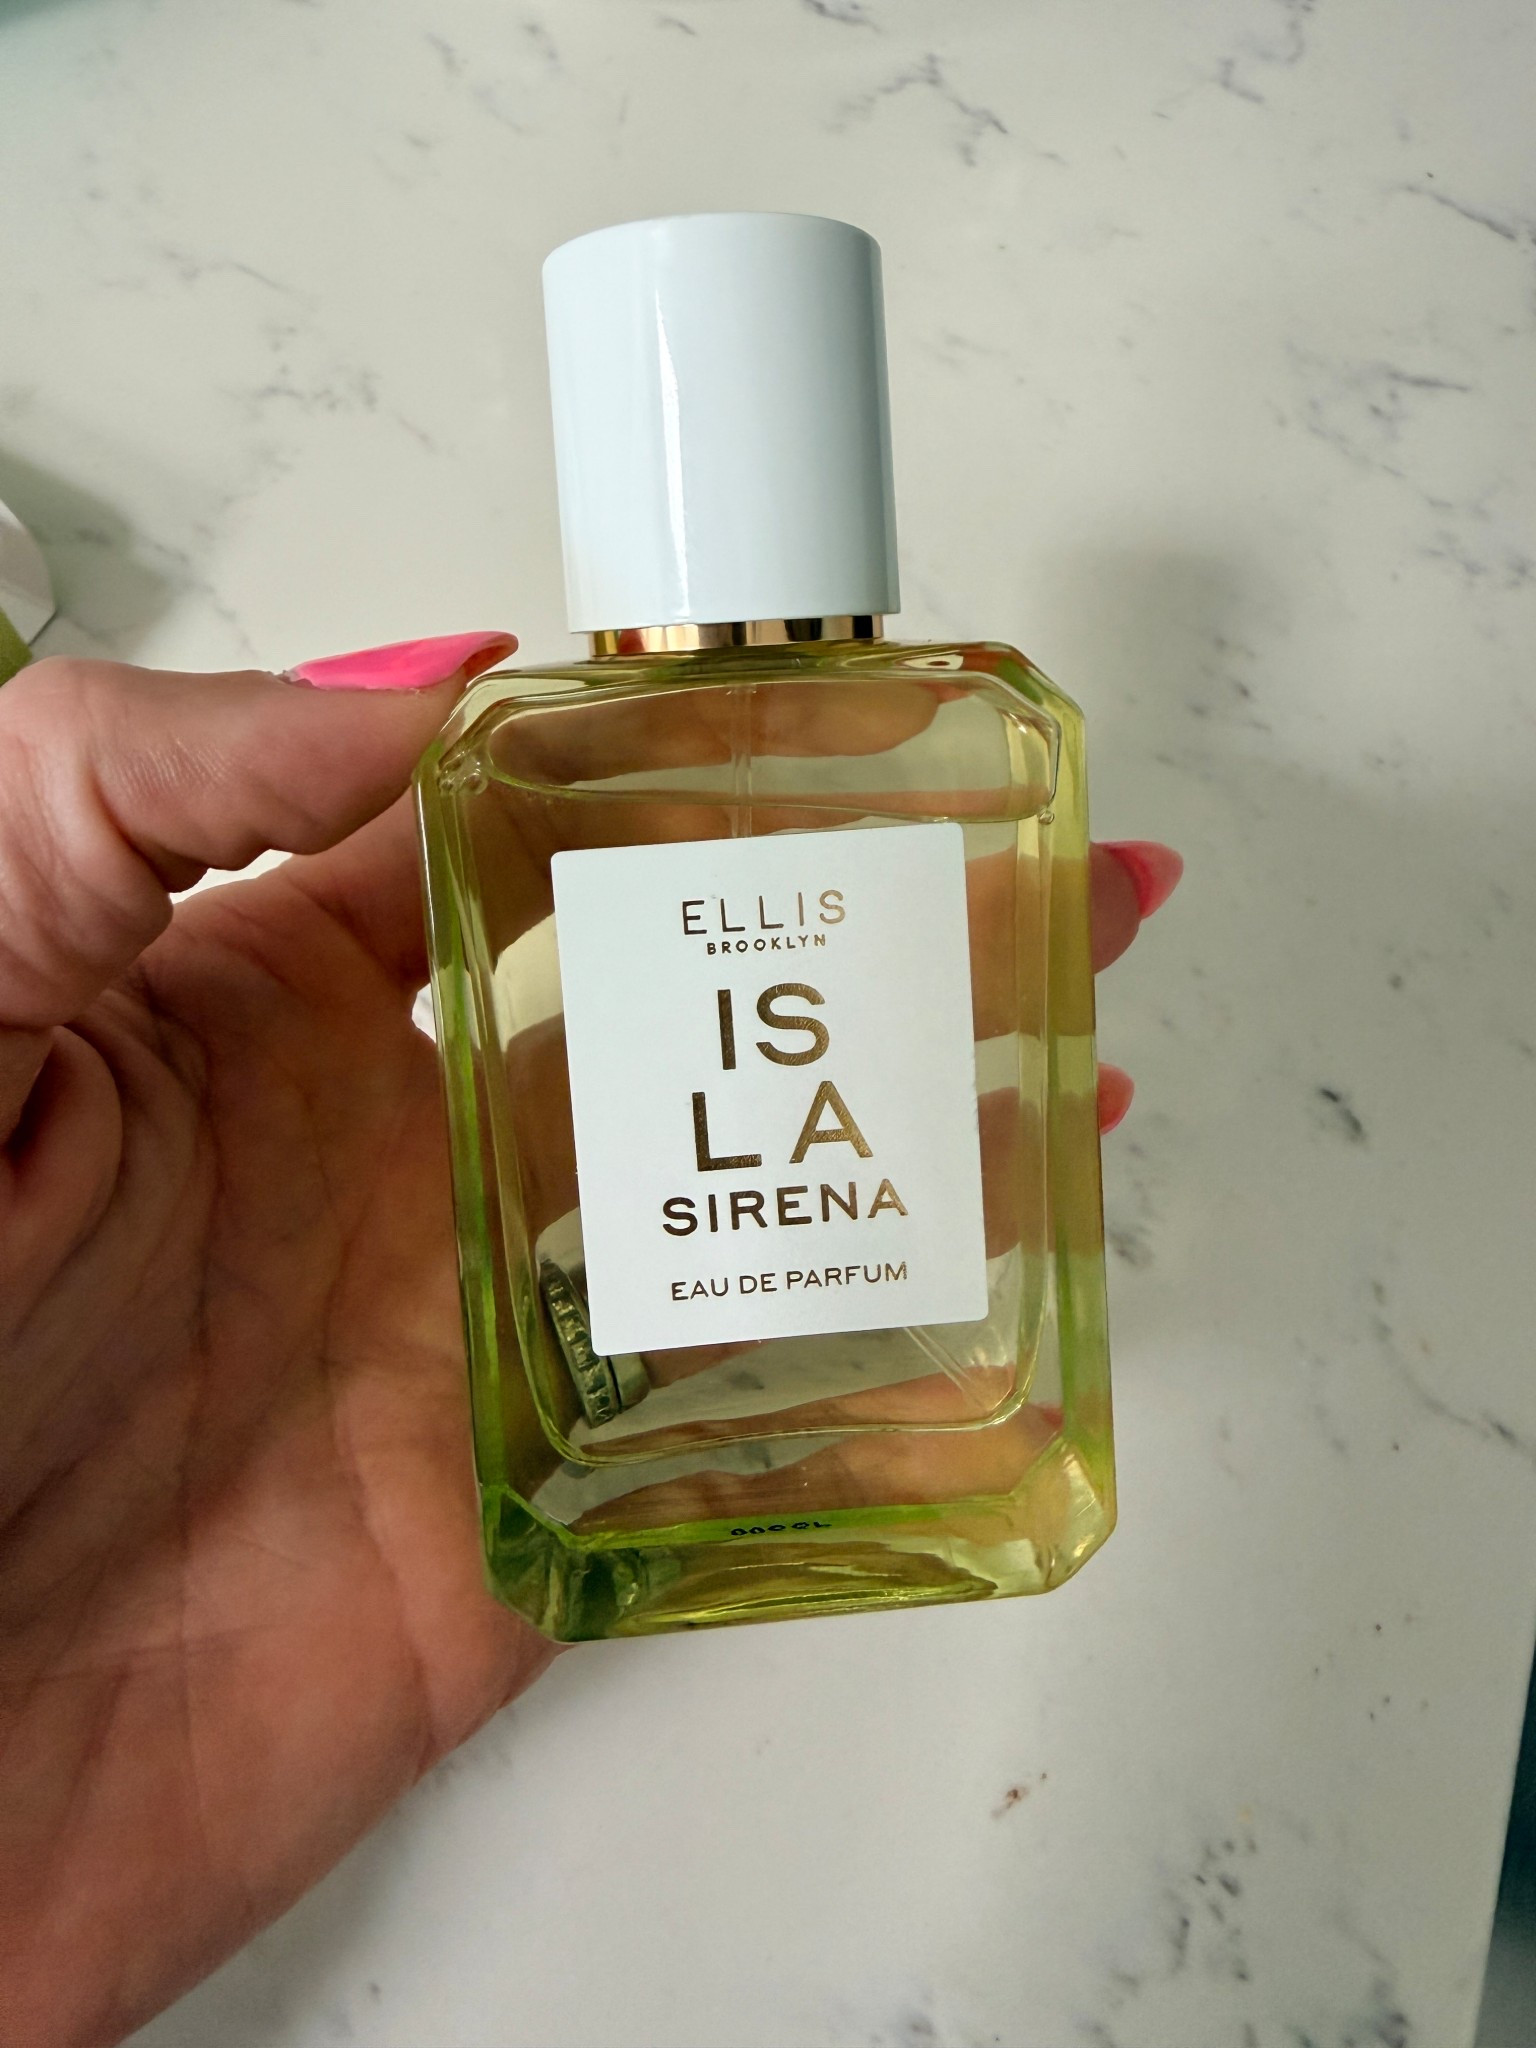 ELLIS
BROOKLYN
IS
LA
SIRENA
EAU DE PARFUM